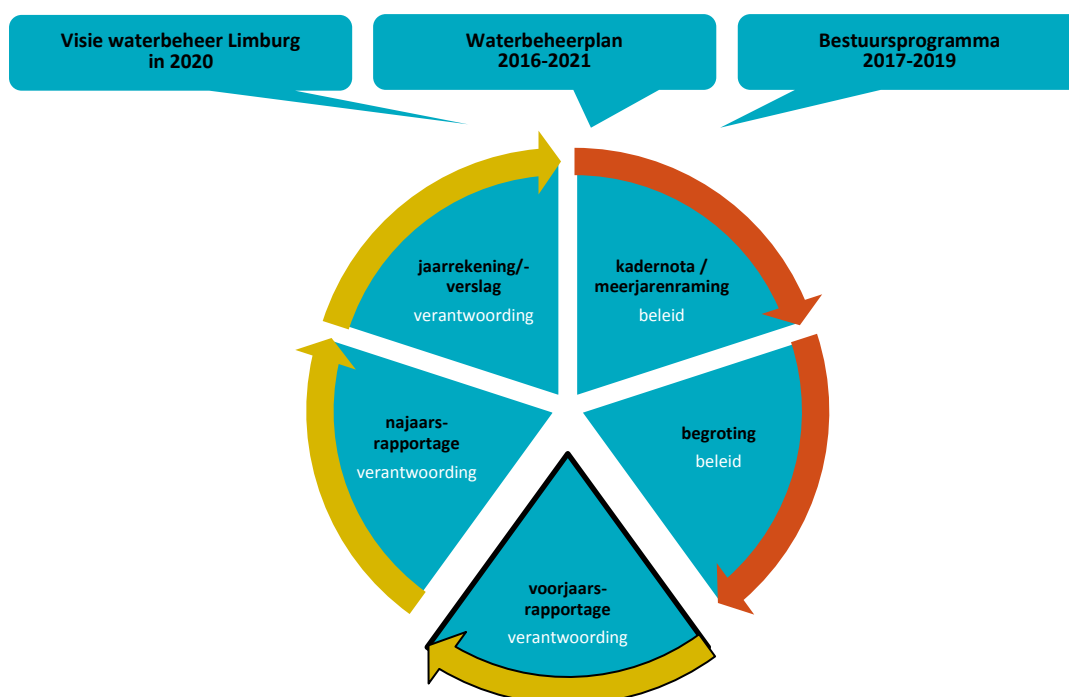 Visie waterbeheer Limburg
in 2020
Waterbeheerplan
2016-2021
Bestuursprogramma
2017-2019
jaarrekening/-
verslag
verantwoording
kadernota /
meerjarenraming
beleid
najaars-
rapportage
verantwoording
begroting
beleid
voorjaars-
rapportage
verantwoording